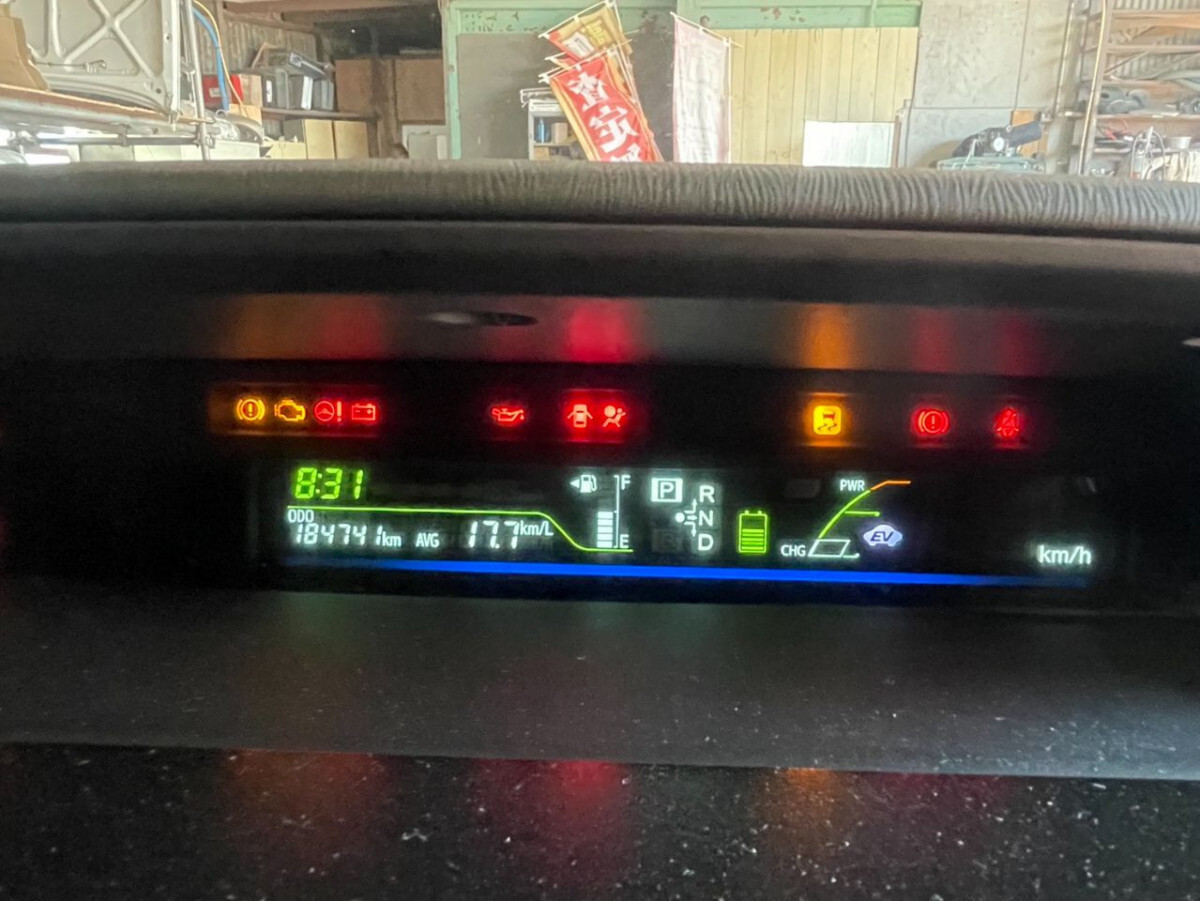 8:31
ODO
184741km
AVG
17.7km/L
F
E
P
R
N
D
PWR
CHG
EV
km/h